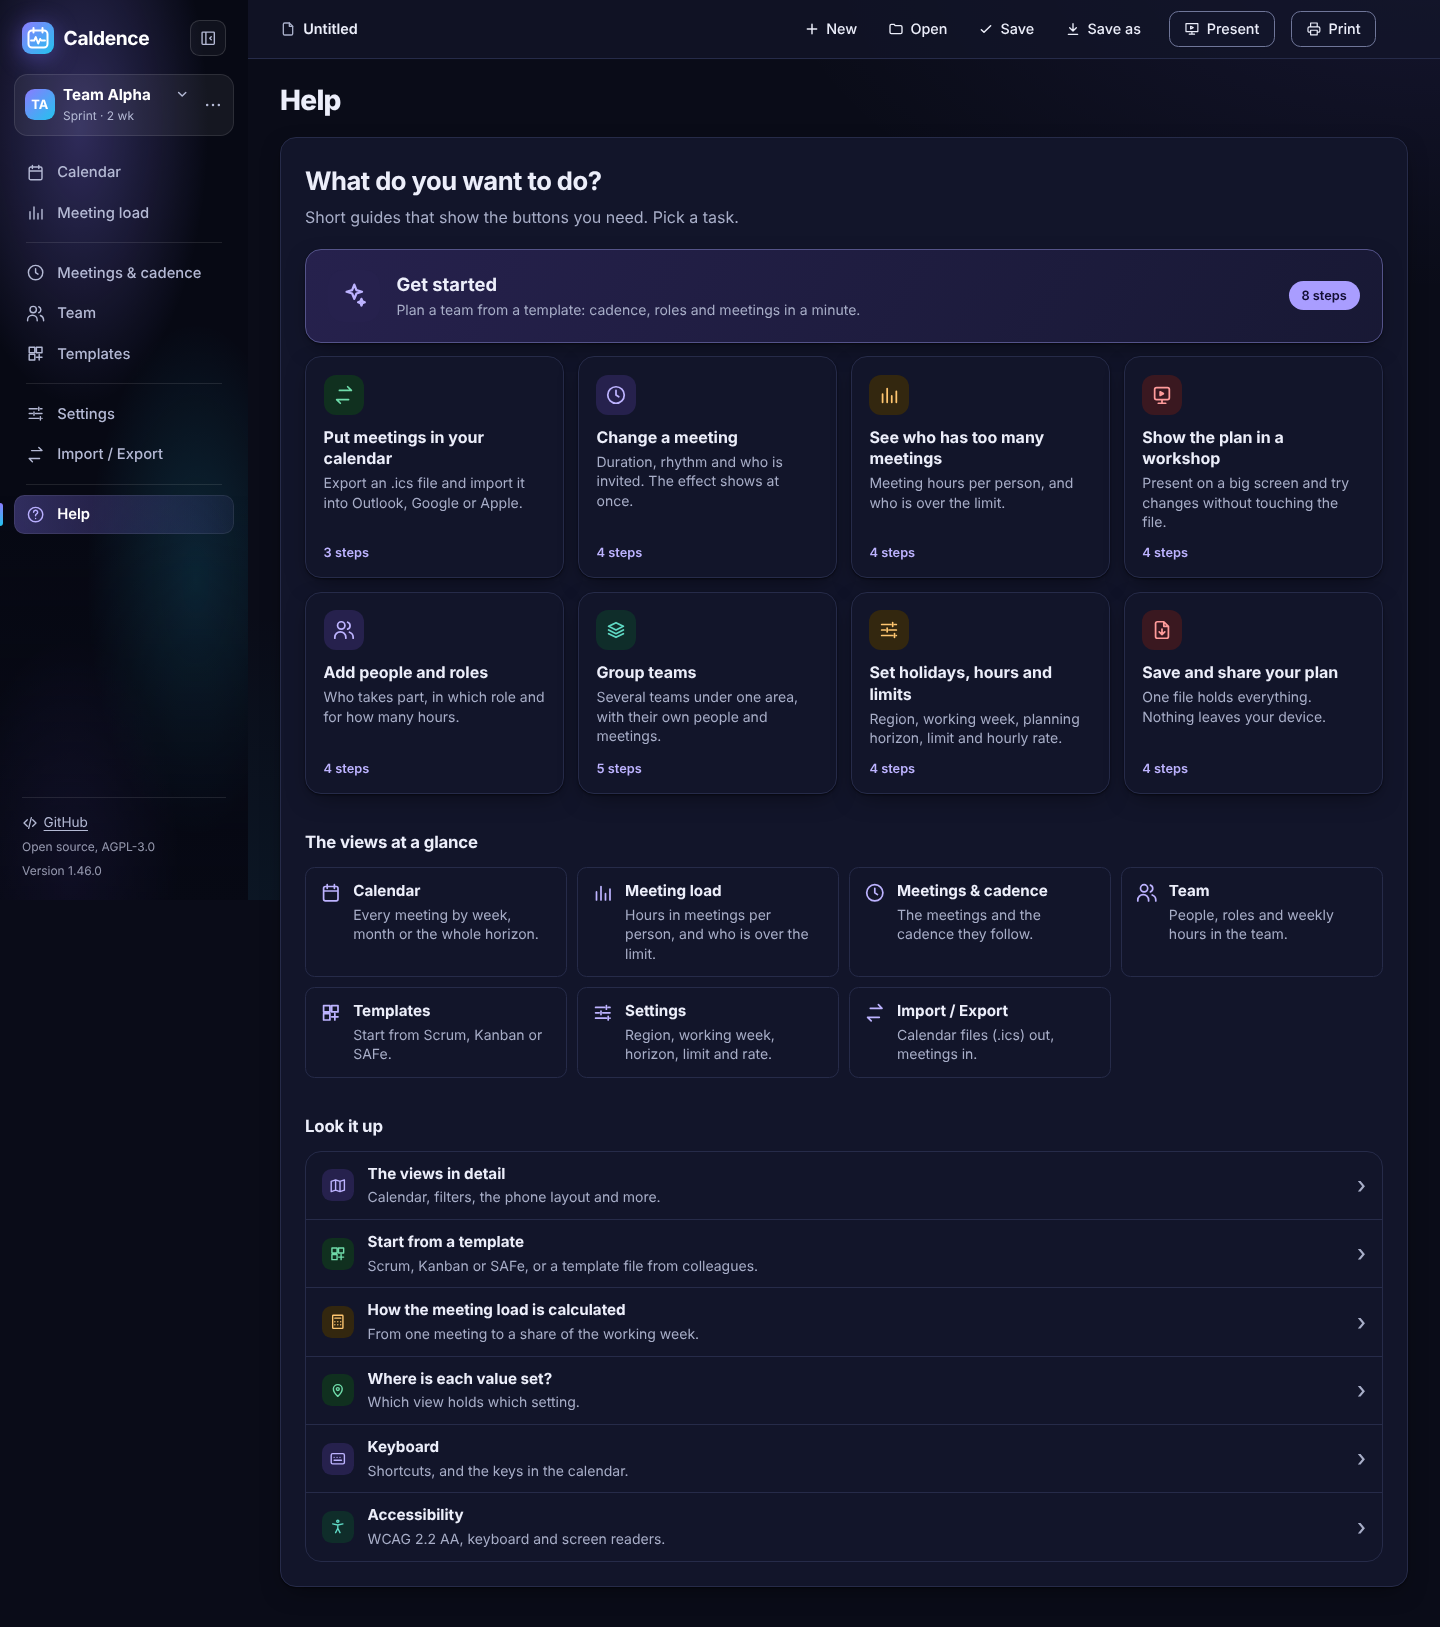 Caldence
TA
Team Alpha
Sprint · 2 wk
Calendar
Meeting load
Meetings & cadence
Team
Templates
Settings
Import / Export
Help
GitHub
Open source, AGPL-3.0
Version 1.46.0
Untitled
New
Open
Save
Save as
Present
Print
Help
What do you want to do?
Short guides that show the buttons you need. Pick a task.
Get started
Plan a team from a template: cadence, roles and meetings in a minute.
8 steps
Put meetings in your
calendar
Export an .ics file and import it
into Outlook, Google or Apple.
3 steps
Change a meeting
Duration, rhythm and who is
invited. The effect shows at
once.
4 steps
See who has too many
meetings
Meeting hours per person, and
who is over the limit.
4 steps
Show the plan in a
workshop
Present on a big screen and try
changes without touching the
file.
4 steps
Add people and roles
Who takes part, in which role and
for how many hours.
4 steps
Group teams
Several teams under one area,
with their own people and
meetings.
5 steps
Set holidays, hours and
limits
Region, working week, planning
horizon, limit and hourly rate.
4 steps
Save and share your plan
One file holds everything.
Nothing leaves your device.
4 steps
The views at a glance
Calendar
Every meeting by week,
month or the whole horizon.
Meeting load
Hours in meetings per
person, and who is over the
limit.
Meetings & cadence
The meetings and the
cadence they follow.
Team
People, roles and weekly
hours in the team.
Templates
Start from Scrum, Kanban or
SAFe.
Settings
Region, working week,
horizon, limit and rate.
Import / Export
Calendar files (.ics) out,
meetings in.
Look it up
The views in detail
Calendar, filters, the phone layout and more.
Start from a template
Scrum, Kanban or SAFe, or a template file from colleagues.
How the meeting load is calculated
From one meeting to a share of the working week.
Where is each value set?
Which view holds which setting.
Keyboard
Shortcuts, and the keys in the calendar.
Accessibility
WCAG 2.2 AA, keyboard and screen readers.